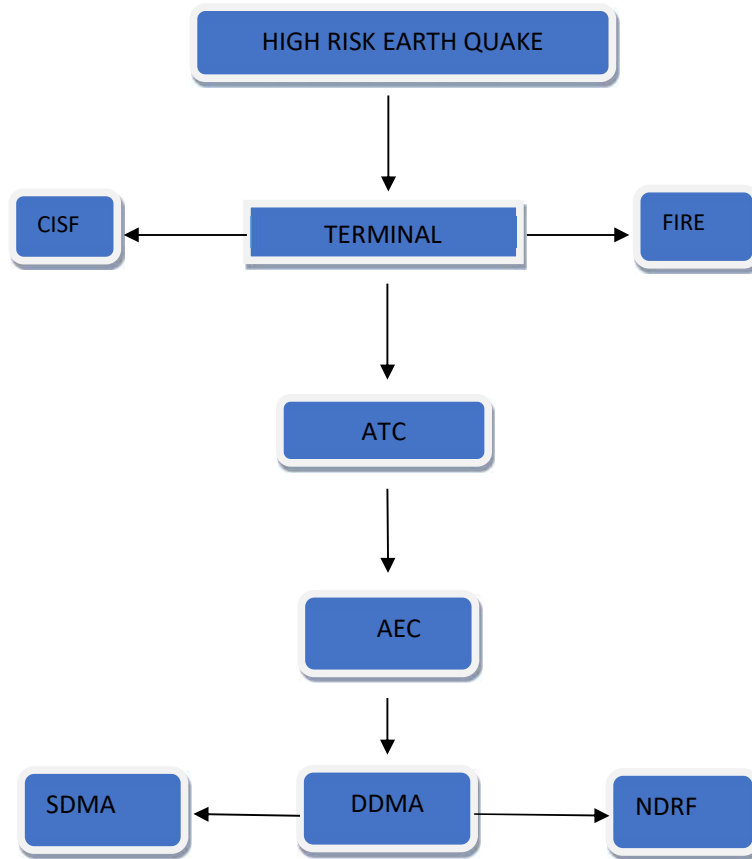 HIGH RISK EARTH QUAKE
CISF
TERMINAL
FIRE
ATC
AEC
SDMA
DDMA
NDRF